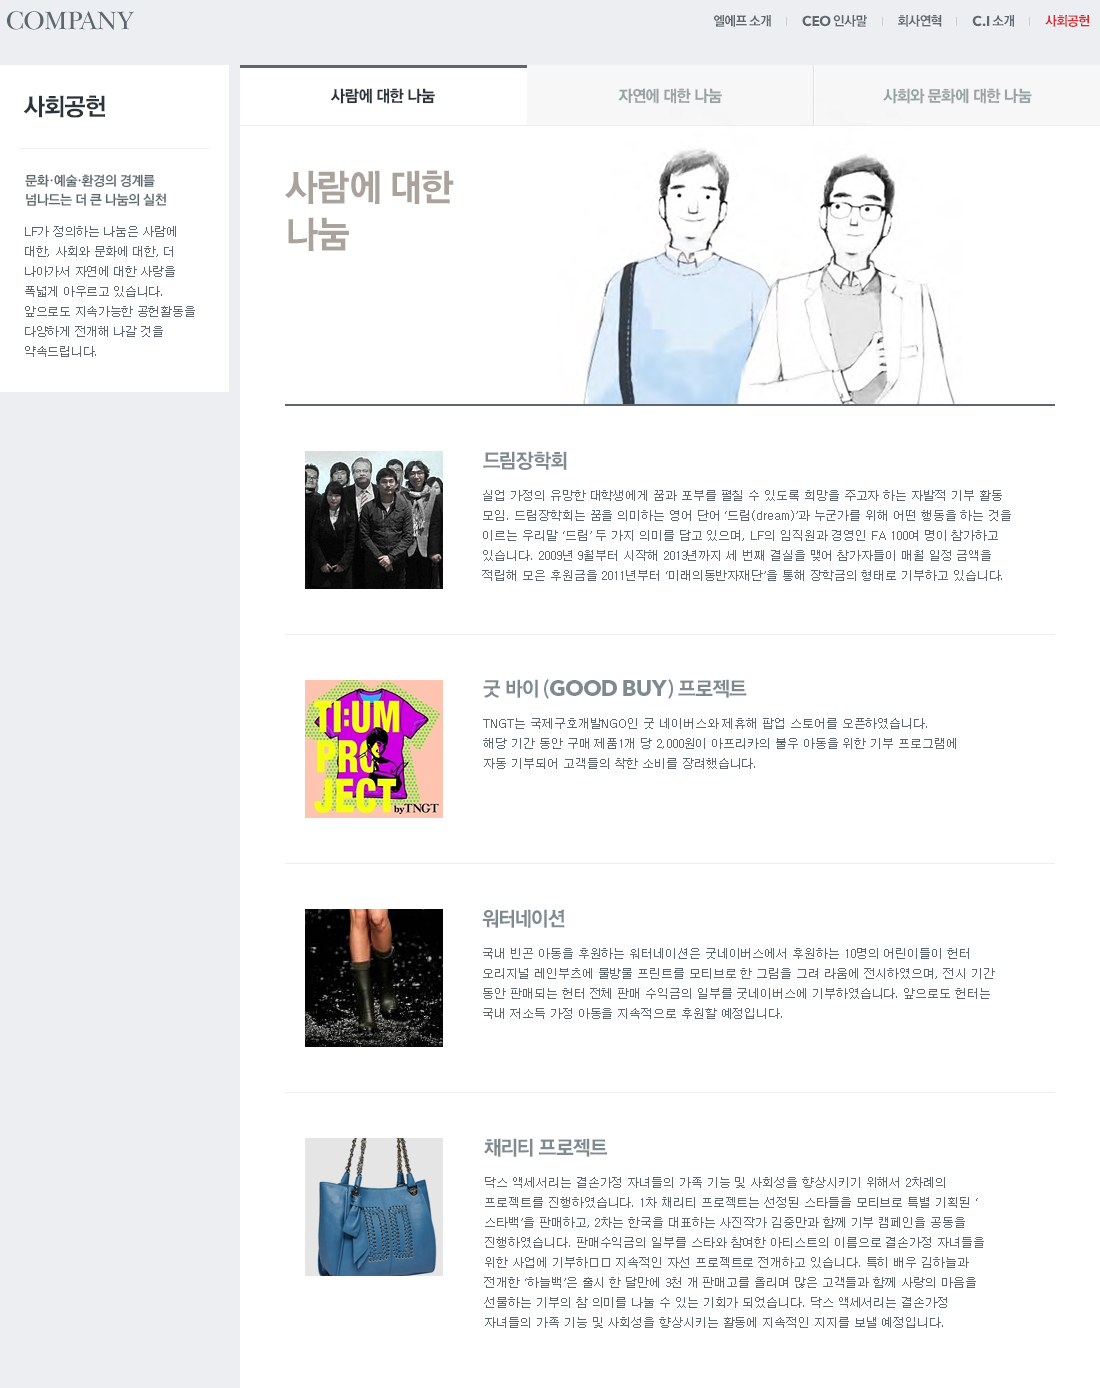 COMPANY
엘에프 소개
CEO 인사말
회사연혁
C.I 소개
사회공헌
사회공헌
문화·예술·환경의 경계를
넘나드는 더 큰 나눔의 실천
LF가 정의하는 나눔은 사람에
대한, 사회와 문화에 대한, 더
나아가서 자연에 대한 사랑을
폭넓게 아우르고 있습니다.
앞으로도 지속가능한 공헌활동을
다양하게 전개해 나갈 것을
약속드립니다.
사람에 대한 나눔
자연에 대한 나눔
사회와 문화에 대한 나눔
사람에 대한
나눔
드림장학회
실업 가정의 유망한 대학생에게 꿈과 포부를 펼칠 수 있도록 희망을 주고자 하는 자발적 기부 활동
모임. 드림장학회는 꿈을 의미하는 영어 단어 ‘드림(dream)’과 누군가를 위해 어떤 행동을 하는 것을
이르는 우리말 ‘드림’ 두 가지 의미를 담고 있으며, LF의 임직원과 경영인 FA 100여 명이 참가하고
있습니다. 2009년 9월부터 시작해 2013년까지 세 번째 결실을 맺어 참가자들이 매월 일정 금액을
적립해 모은 후원금을 2011년부터 ‘미래의동반자재단’을 통해 장학금의 형태로 기부하고 있습니다.
TI:UM
PRO
JECT
by TNGT
굿 바이 (GOOD BUY) 프로젝트
TNGT는 국제구호개발NGO인 굿 네이버스와 제휴해 팝업 스토어를 오픈하였습니다.
해당 기간 동안 구매 제품1개 당 2,000원이 아프리카의 불우 아동을 위한 기부 프로그램에
자동 기부되어 고객들의 착한 소비를 장려했습니다.
워터네이션
국내 빈곤 아동을 후원하는 워터네이션은 굿네이버스에서 후원하는 10명의 어린이들이 헌터
오리지널 레인부츠에 물방울 프린트를 모티브로 한 그림을 그려 라움에 전시하였으며, 전시 기간
동안 판매되는 헌터 전체 판매 수익금의 일부를 굿네이버스에 기부하였습니다. 앞으로도 헌터는
국내 저소득 가정 아동을 지속적으로 후원할 예정입니다.
채리티 프로젝트
닥스 액세서리는 결손가정 자녀들의 가족 기능 및 사회성을 향상시키기 위해서 2차례의
프로젝트를 진행하였습니다. 1차 채리티 프로젝트는 선정된 스타들을 모티브로 특별 기획된 ‘
스타백’을 판매하고, 2차는 한국을 대표하는 사진작가 김중만과 함께 기부 캠페인을 공동을
진행하였습니다. 판매수익금의 일부를 스타와 참여한 아티스트의 이름으로 결손가정 자녀들을
위한 사업에 기부하□□ 지속적인 자선 프로젝트로 전개하고 있습니다. 특히 배우 김하늘과
전개한 ‘하늘백’은 출시 한 달만에 3천 개 판매고를 올리며 많은 고객들과 함께 사랑의 마음을
선물하는 기부의 참 의미를 나눌 수 있는 기회가 되었습니다. 닥스 액세서리는 결손가정
자녀들의 가족 기능 및 사회성을 향상시키는 활동에 지속적인 지지를 보낼 예정입니다.